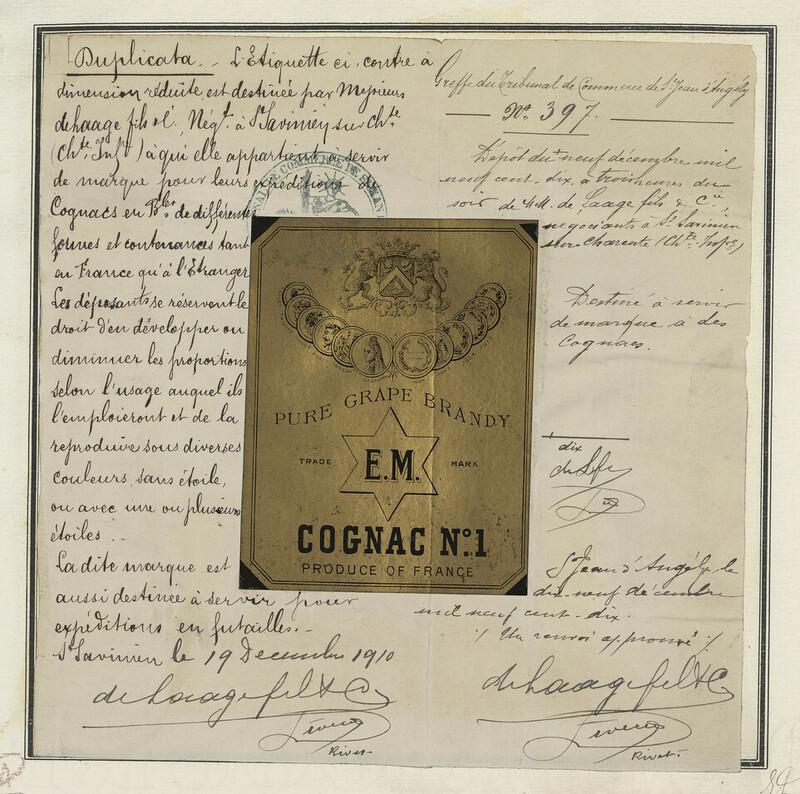 Duplicata. - L'Etiquette ci. contre à
dimension réduite est destinée par Messieurs
de Laage fils & Cie, Négts. à St Savinien sur Chte
(Chte. Infre) à qui elle appartient à servir
de marque pour leurs expéditions de
Cognacs en Bles de différentes
formes et contenances tant
en France qu'à l'Etranger
Les déposants se réservent le
droit d'en développer ou
diminuer les proportions
selon l'usage auquel ils
l'emploieront et de la
reproduire sous diverses
couleurs sans étoile,
ou avec une ou plusieurs
étoiles..
La dite marque est
aussi destinée à servir pour
expéditions en futailles.-
St Savinien le 19 Decembre 1910
de Laage fils & C
Rivet
PURE GRAPE BRANDY
TRADE E.M. MARK
COGNAC No. 1
PRODUCE OF FRANCE
Greffe du Tribunal de Commerce de St Jean d'Angély
No. 397.
Dépôt du neuf décembre mil
neuf cent-dix, à trois heures du
soir de M.M. de Laage fils & Cie,
négociants à St Savinien
sur Charente (Chte-Infre)
Destiné à servir
de marque à des
Cognacs.
dix
St Jean d'Angély le
dix-neuf décembre
mil neuf cent-dix.
./. Un renvoi approuvé ./.
de Laage fils & C
Rivet.